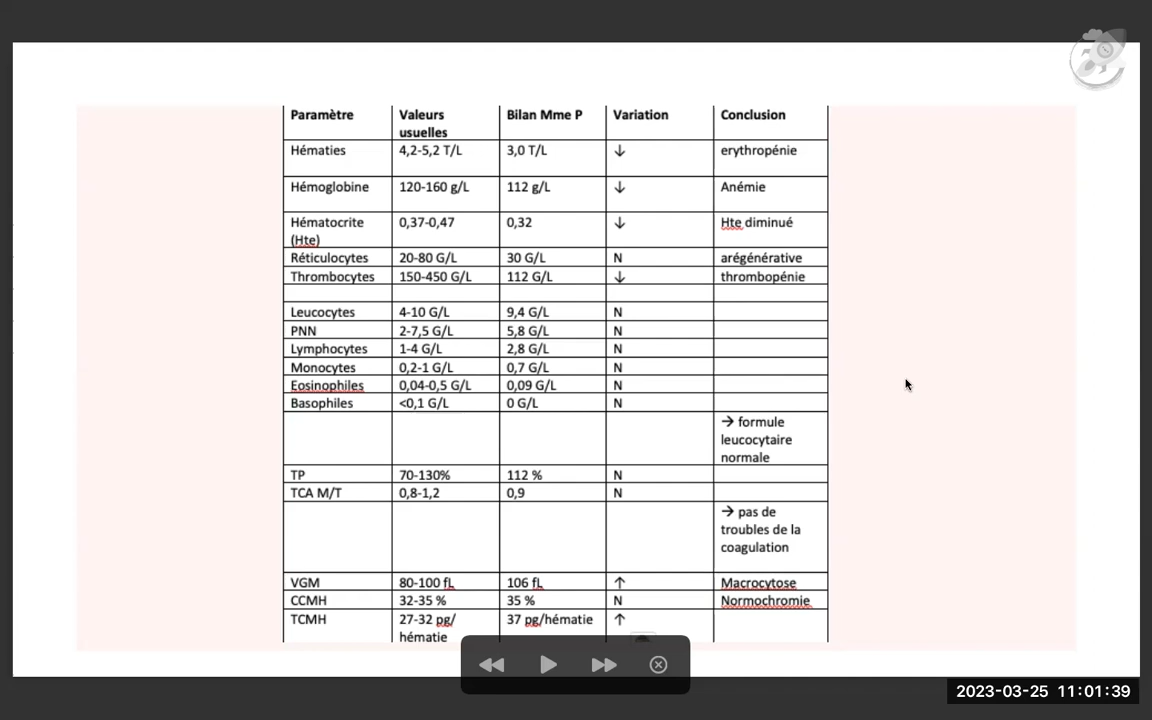 Paramètre Valeurs usuelles Bilan Mme P Variation Conclusion
Hématies 4,2-5,2 T/L 3,0 T/L ↓ erythropénie
Hémoglobine 120-160 g/L 112 g/L ↓ Anémie
Hématocrite (Hte) 0,37-0,47 0,32 ↓ Hte diminué
Réticulocytes 20-80 G/L 30 G/L N arégénérative
Thrombocytes 150-450 G/L 112 G/L ↓ thrombopénie
Leucocytes 4-10 G/L 9,4 G/L N
PNN 2-7,5 G/L 5,8 G/L N
Lymphocytes 1-4 G/L 2,8 G/L N
Monocytes 0,2-1 G/L 0,7 G/L N
Eosinophiles 0,04-0,5 G/L 0,09 G/L N
Basophiles <0,1 G/L 0 G/L N
→ formule
leucocytaire
normale
TP 70-130% 112 % N
TCA M/T 0,8-1,2 0,9 N
→ pas de
troubles de la
coagulation
VGM 80-100 fL 106 fL ↑ Macrocytose
CCMH 32-35 % 35 % N Normochromie
TCMH 27-32 pg/ hématie 37 pg/hématie ↑
2023-03-25 11:01:39